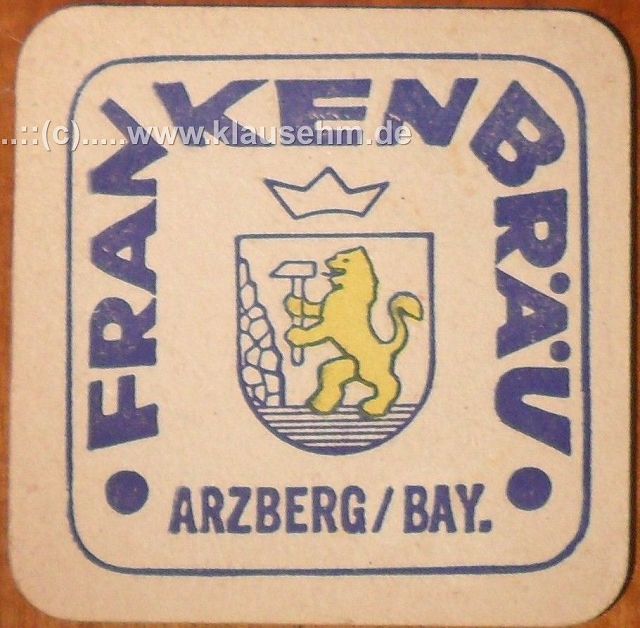 FRANKENBRÄU
..::(c).....www.klausehm.de
ARZBERG/BAY.